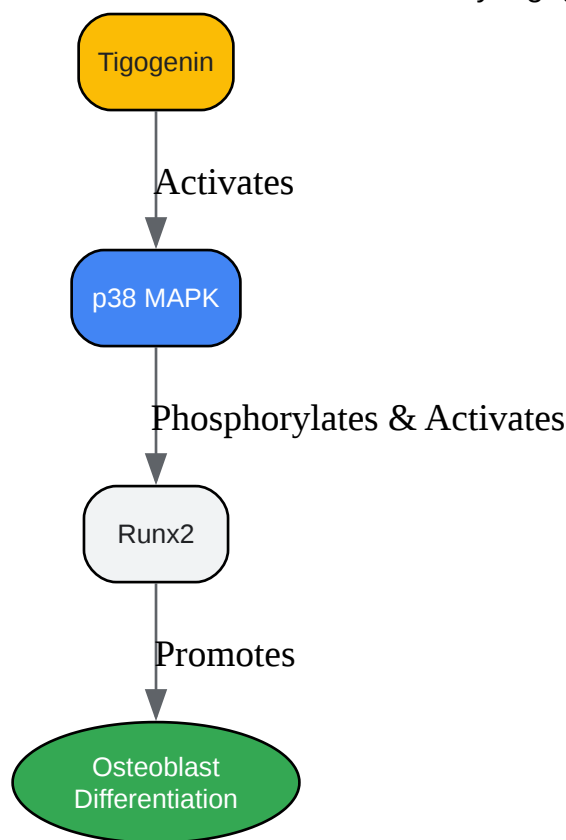 Tigogenin
Activates
p38 MAPK
Phosphorylates & Activates
Runx2
Promotes
Osteoblast
Differentiation